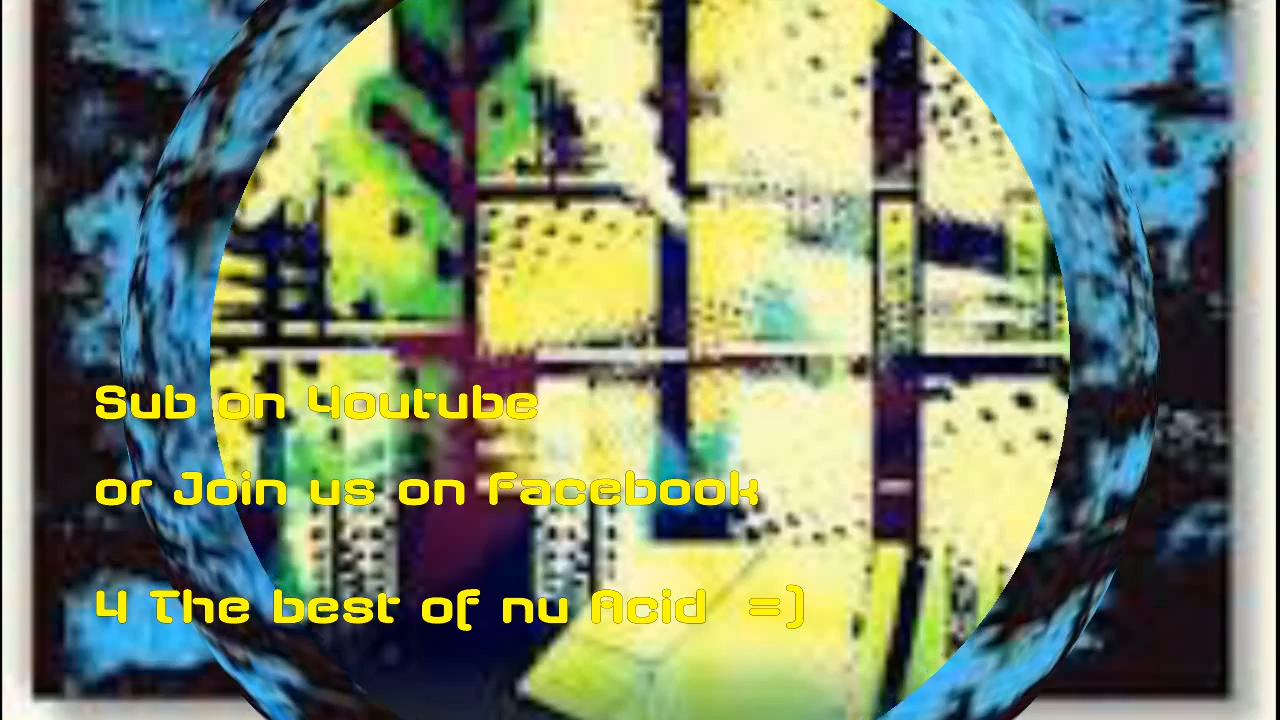 Sub on Youtube
or Join us on Facebook
4 The best of nu Acid =)